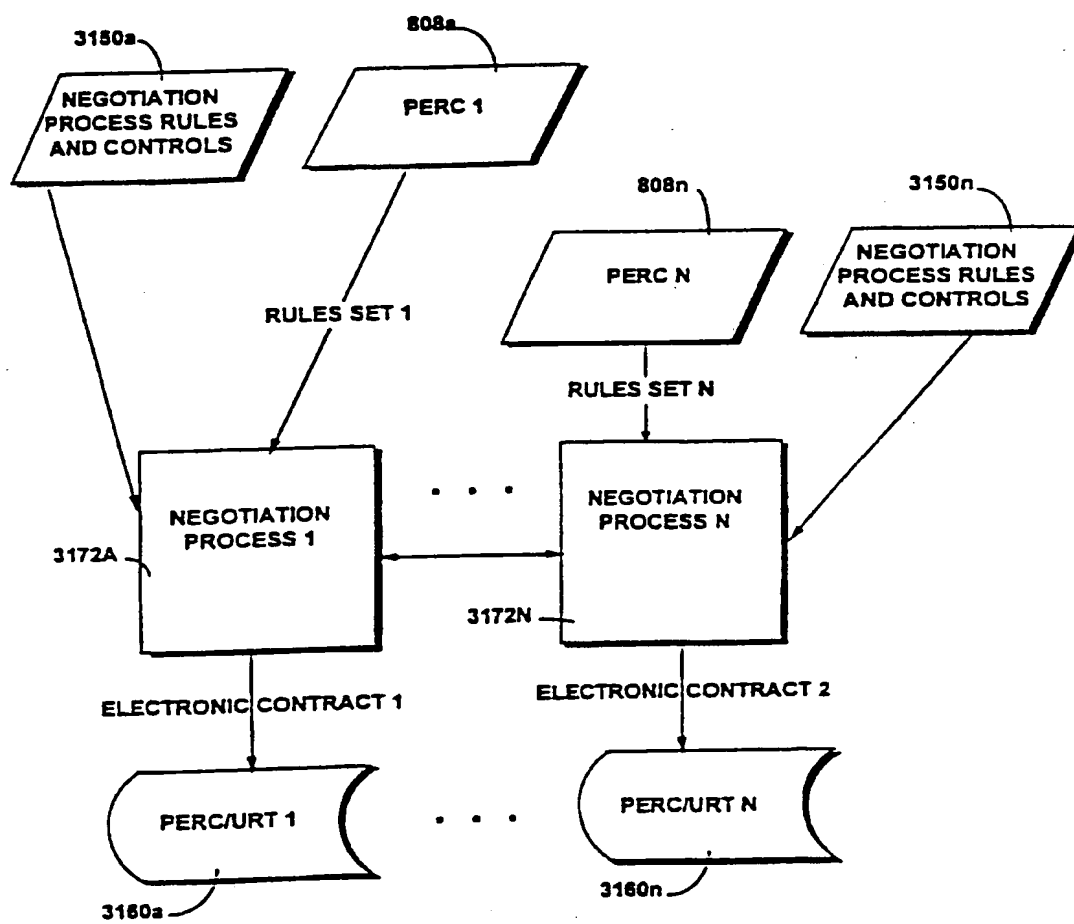 3150a
808a
NEGOTIATION
PROCESS RULES
AND CONTROLS
PERC 1
808n
3150n
PERC N
NEGOTIATION
PROCESS RULES
AND CONTROLS
RULES SET 1
RULES SET N
NEGOTIATION
PROCESS 1
NEGOTIATION
PROCESS N
3172A
3172N
ELECTRONIC CONTRACT 1
ELECTRONIC CONTRACT 2
PERC/URT 1
PERC/URT N
3160a
3160n